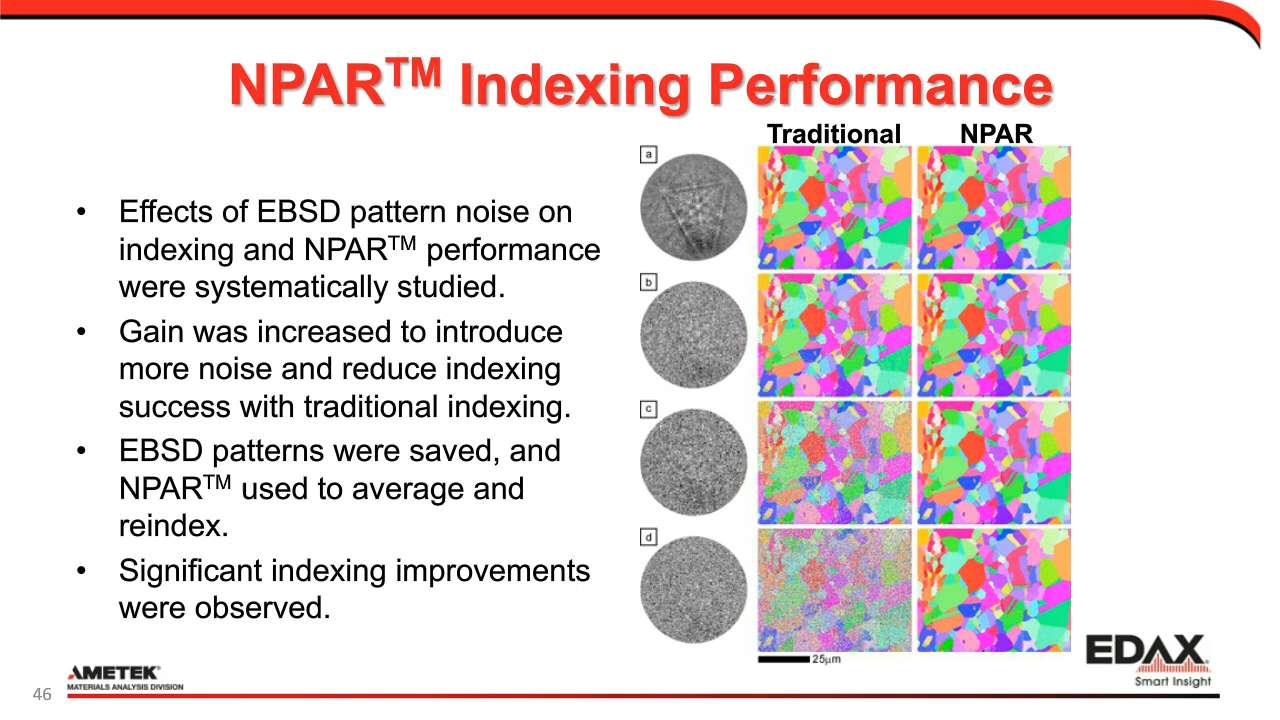 NPARTM Indexing Performance
Traditional NPAR
• Effects of EBSD pattern noise on
indexing and NPARTM performance
were systematically studied.
• Gain was increased to introduce
more noise and reduce indexing
success with traditional indexing.
• EBSD patterns were saved, and
NPARTM used to average and
reindex.
• Significant indexing improvements
were observed.
a
b
c
d
25µm
AMETEK®
MATERIALS ANALYSIS DIVISION
46
EDAX
Smart Insight